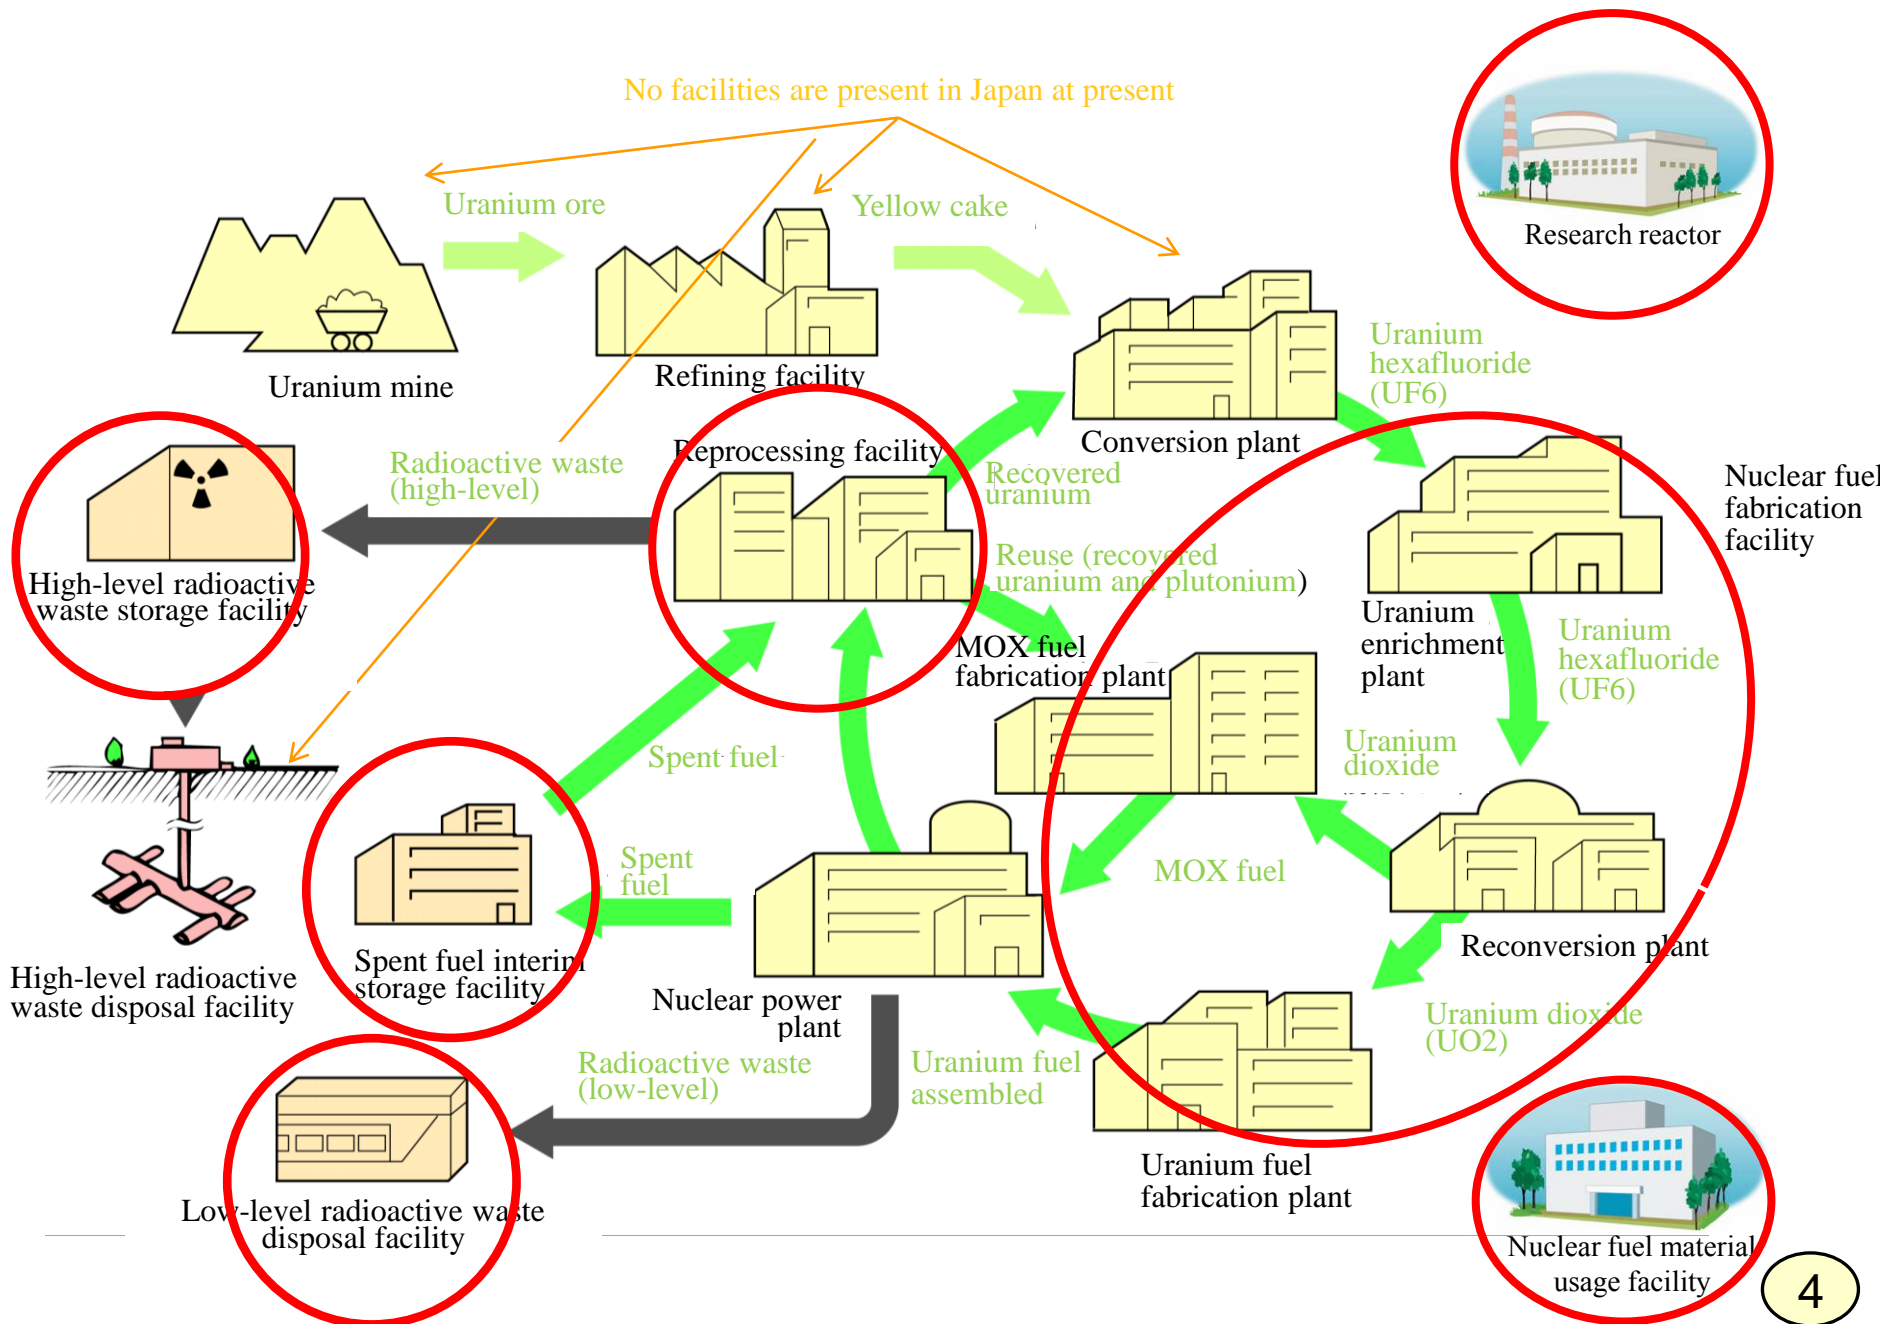 No facilities are present in Japan at present
Research reactor
Uranium ore
Yellow cake
Uranium mine
Refining facility
Conversion plant
Uranium
hexafluoride
(UF6)
Reprocessing facility
Radioactive waste
(high-level)
Recovered
uranium
Nuclear fuel
fabrication
facility
High-level radioactive
waste storage facility
Reuse (recovered
uranium and plutonium)
Uranium
enrichment
plant
Uranium
hexafluoride
(UF6)
MOX fuel
fabrication plant
Spent fuel
Uranium
dioxide
Spent
fuel
MOX fuel
Reconversion plant
High-level radioactive
waste disposal facility
Spent fuel interim
storage facility
Nuclear power
plant
Uranium dioxide
(UO2)
Radioactive waste
(low-level)
Uranium fuel
assembled
Uranium fuel
fabrication plant
Low-level radioactive waste
disposal facility
Nuclear fuel material
usage facility
4